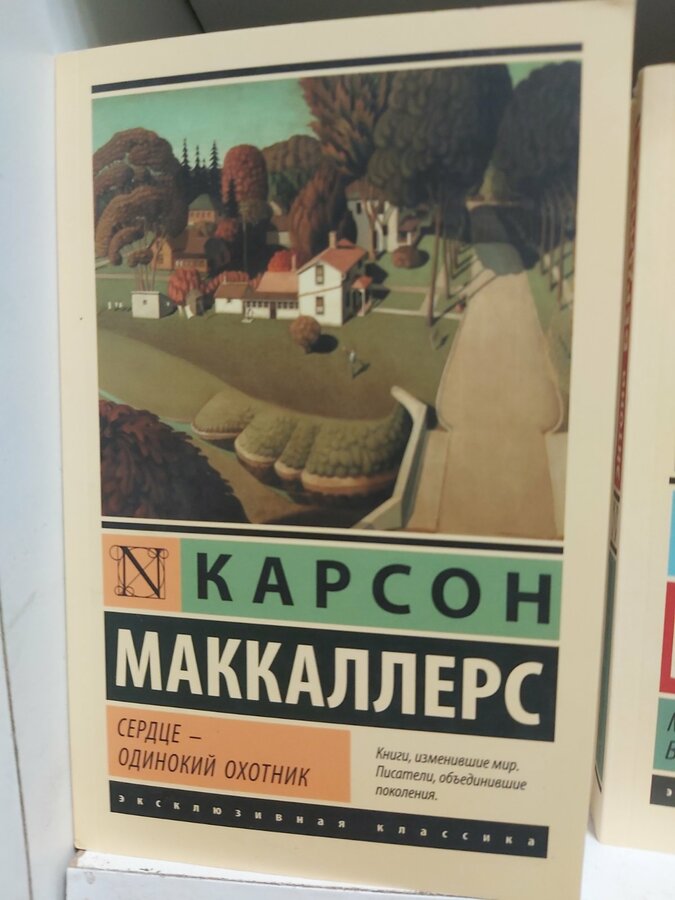 N КАРСОН
МАККАЛЛЕРС
СЕРДЦЕ –
ОДИНОКИЙ ОХОТНИК
Книги, изменившие мир.
Писатели, объединившие
поколения.
эксклюзивная классика